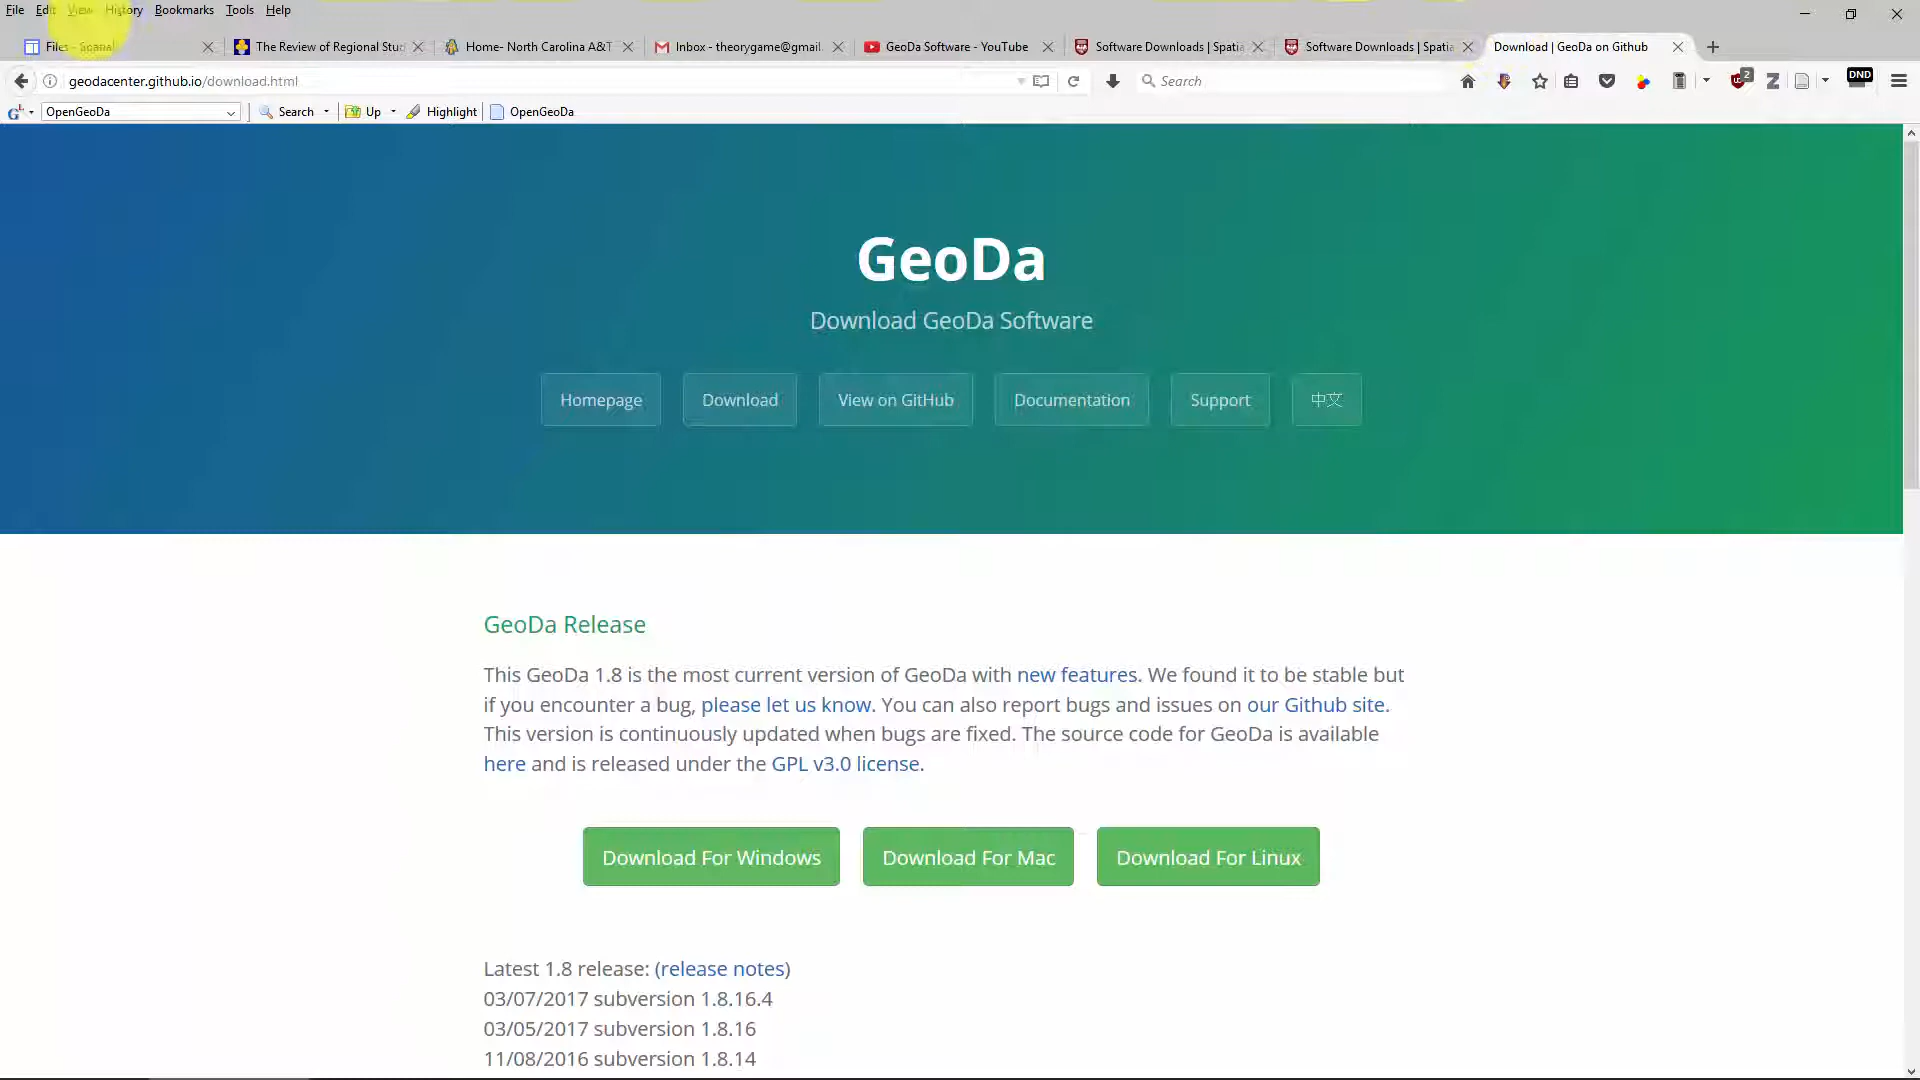 File Edit View History Bookmarks Tools Help
Files - The Review of Regional Stu Home- North Carolina A&T Inbox - theorygame@gmail. GeoDa Software - YouTube Software Downloads | Spatia Software Downloads | Spatia Download | GeoDa on Github
geodacenter.github.io/download.html Search 2 DND
OpenGeoDa Search Up Highlight OpenGeoDa
GeoDa
Download GeoDa Software
Homepage Download View on GitHub Documentation Support 中文
GeoDa Release
This GeoDa 1.8 is the most current version of GeoDa with new features. We found it to be stable but
if you encounter a bug, please let us know. You can also report bugs and issues on our Github site.
This version is continuously updated when bugs are fixed. The source code for GeoDa is available
here and is released under the GPL v3.0 license.
Download For Windows Download For Mac Download For Linux
Latest 1.8 release: (release notes)
03/07/2017 subversion 1.8.16.4
03/05/2017 subversion 1.8.16
11/08/2016 subversion 1.8.14